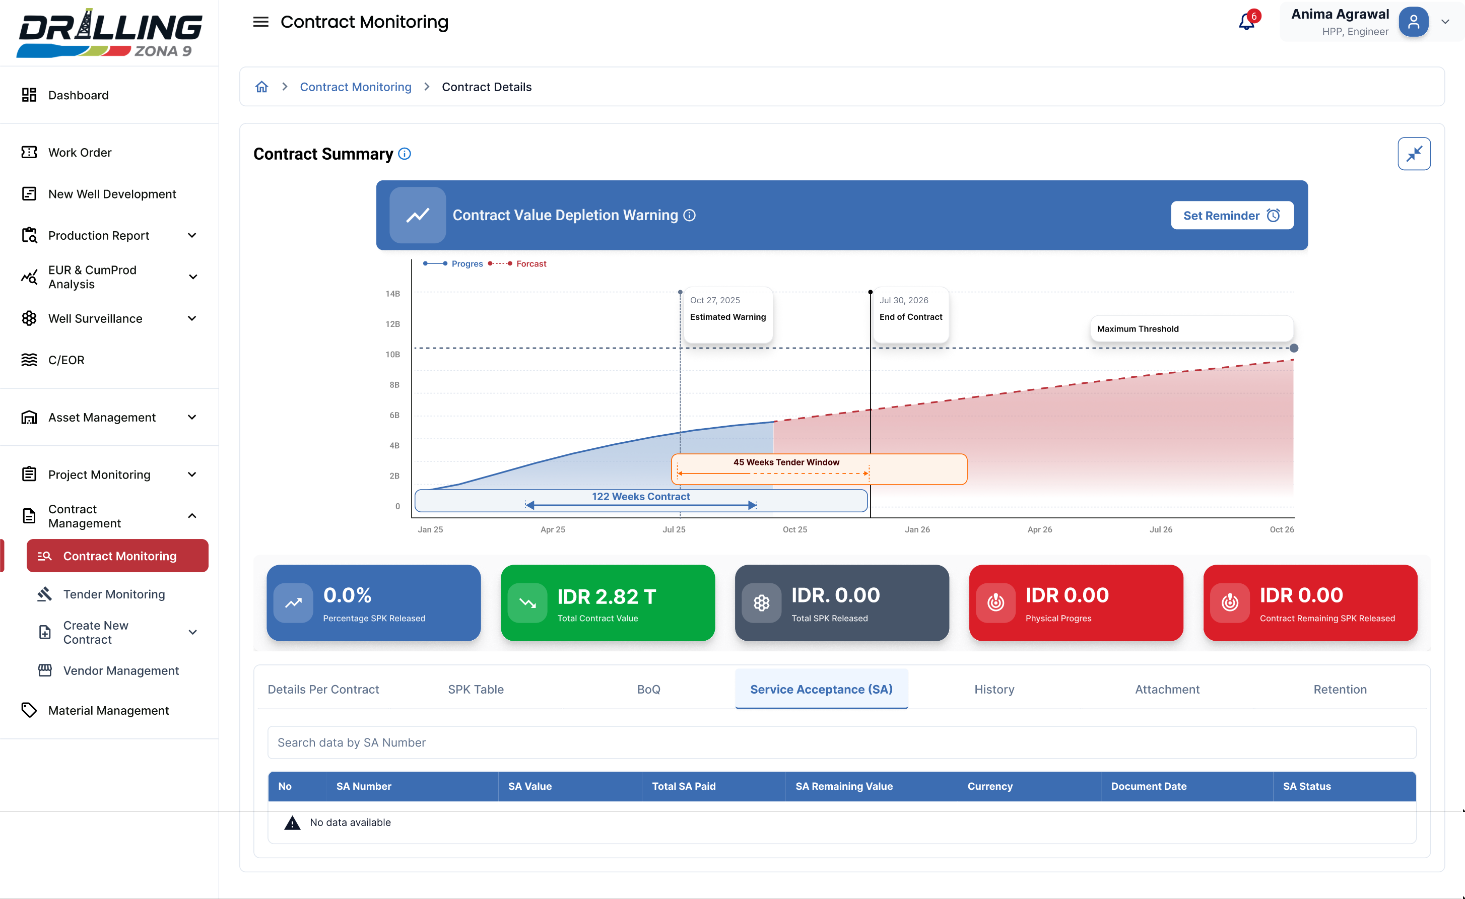 DRILLING
ZONA 9
Contract Monitoring
6
Anima Agrawal
HPP, Engineer
Dashboard
Work Order
New Well Development
Production Report
EUR & CumProd
Analysis
Well Surveillance
C/EOR
Asset Management
Project Monitoring
Contract
Management
Contract Monitoring
Tender Monitoring
Create New
Contract
Vendor Management
Material Management
Contract Monitoring
Contract Details
Contract Summary
Contract Value Depletion Warning
Set Reminder
Progres
Forcast
14B
12B
10B
8B
6B
4B
2B
0
Oct 27, 2025
Estimated Warning
Jul 30, 2026
End of Contract
Maximum Threshold
45 Weeks Tender Window
122 Weeks Contract
Jan 25
Apr 25
Jul 25
Oct 25
Jan 26
Apr 26
Jul 26
Oct 26
0.0%
Percentage SPK Released
IDR 2.82 T
Total Contract Value
IDR. 0.00
Total SPK Released
IDR 0.00
Physical Progres
IDR 0.00
Contract Remaining SPK Released
Details Per Contract
SPK Table
BoQ
Service Acceptance (SA)
History
Attachment
Retention
Search data by SA Number
No
SA Number
SA Value
Total SA Paid
SA Remaining Value
Currency
Document Date
SA Status
No data available